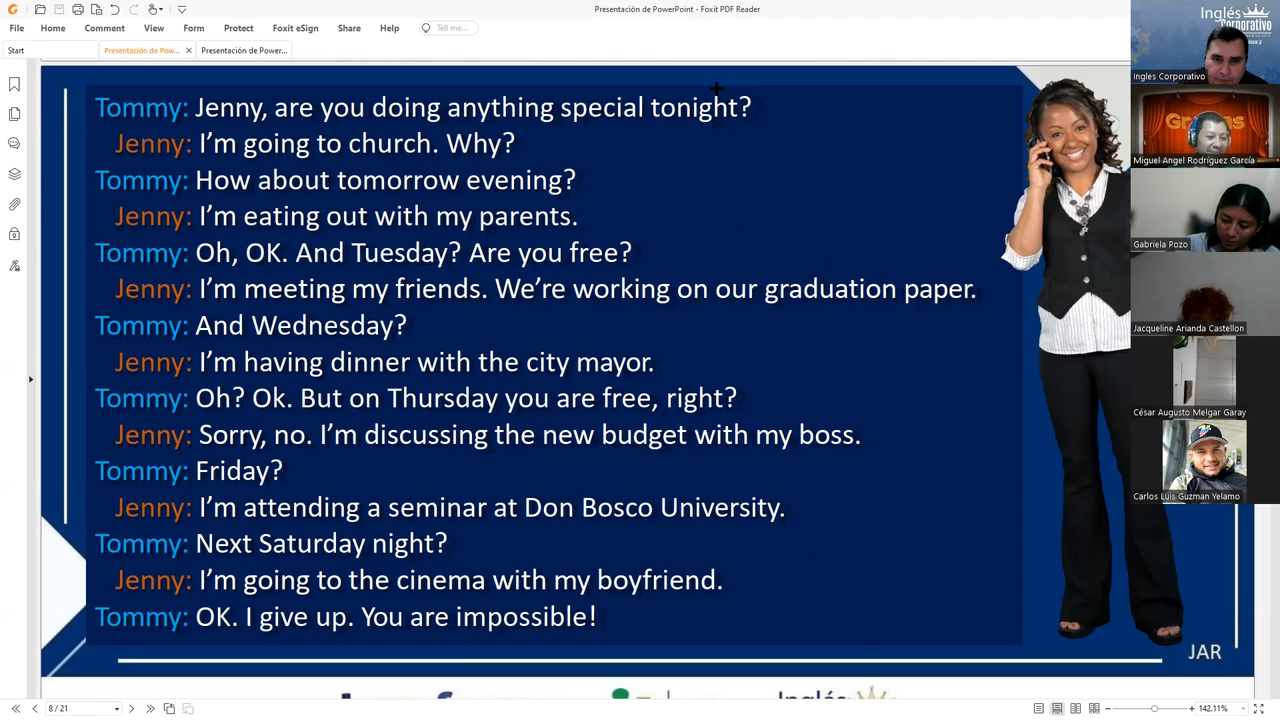 Presentación de PowerPoint - Foxit PDF Reader
File Home Comment View Form Protect Foxit eSign Share Help Tell me...
Start Presentación de Pow... Presentación de Power...
Tommy: Jenny, are you doing anything special tonight?
Jenny: I'm going to church. Why?
Tommy: How about tomorrow evening?
Jenny: I'm eating out with my parents.
Tommy: Oh, OK. And Tuesday? Are you free?
Jenny: I'm meeting my friends. We're working on our graduation paper.
Tommy: And Wednesday?
Jenny: I'm having dinner with the city mayor.
Tommy: Oh? Ok. But on Thursday you are free, right?
Jenny: Sorry, no. I'm discussing the new budget with my boss.
Tommy: Friday?
Jenny: I'm attending a seminar at Don Bosco University.
Tommy: Next Saturday night?
Jenny: I'm going to the cinema with my boyfriend.
Tommy: OK. I give up. You are impossible!
JAR
Inglés
Corporativo
Ingles Corporativo
Miguel Angel Rodríguez García
Gabriela Pozo
Jacqueline Arianda Castellon
César Augusto Melgar Garay
Carlos Luis Guzman Yelamo
Inglés
8 / 21
142.11%